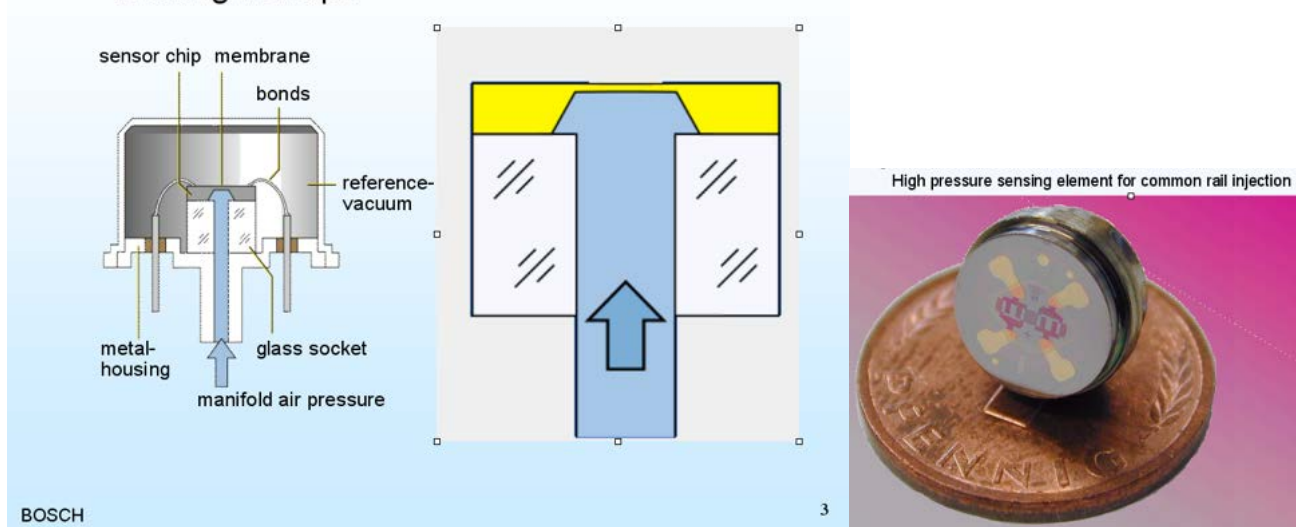 sensor chip membrane
bonds
reference-
vacuum
metal-
housing
glass socket
manifold air pressure
BOSCH
3
High pressure sensing element for common rail injection
PFENNIG